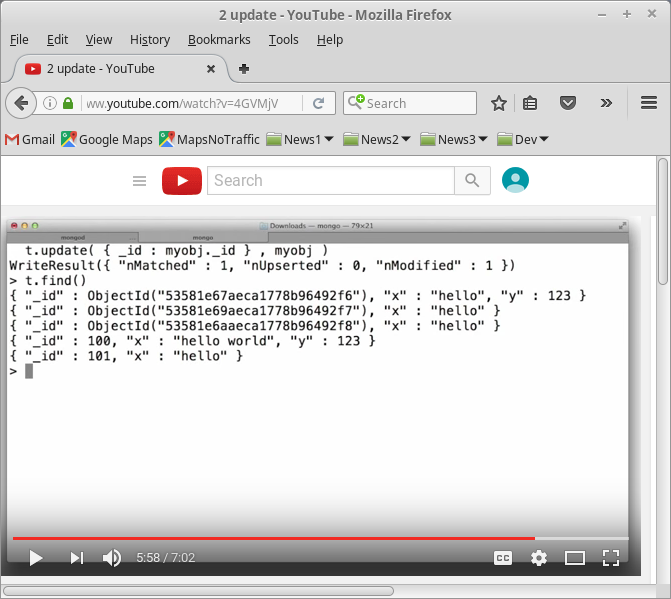 2 update - YouTube - Mozilla Firefox
File Edit View History Bookmarks Tools Help
2 update - YouTube
ww.youtube.com/watch?v=4GVMjV Search
Gmail Google Maps MapsNoTraffic News1 News2 News3 Dev
Search
Downloads — mongo — 79×21
mongod mongo
t.update( { _id : myobj._id } , myobj )
WriteResult({ "nMatched" : 1, "nUpserted" : 0, "nModified" : 1 })
> t.find()
{ "_id" : ObjectId("53581e67aeca1778b96492f6"), "x" : "hello", "y" : 123 }
{ "_id" : ObjectId("53581e69aeca1778b96492f7"), "x" : "hello" }
{ "_id" : ObjectId("53581e6aaeca1778b96492f8"), "x" : "hello" }
{ "_id" : 100, "x" : "hello world", "y" : 123 }
{ "_id" : 101, "x" : "hello" }
>
5:58 / 7:02 CC